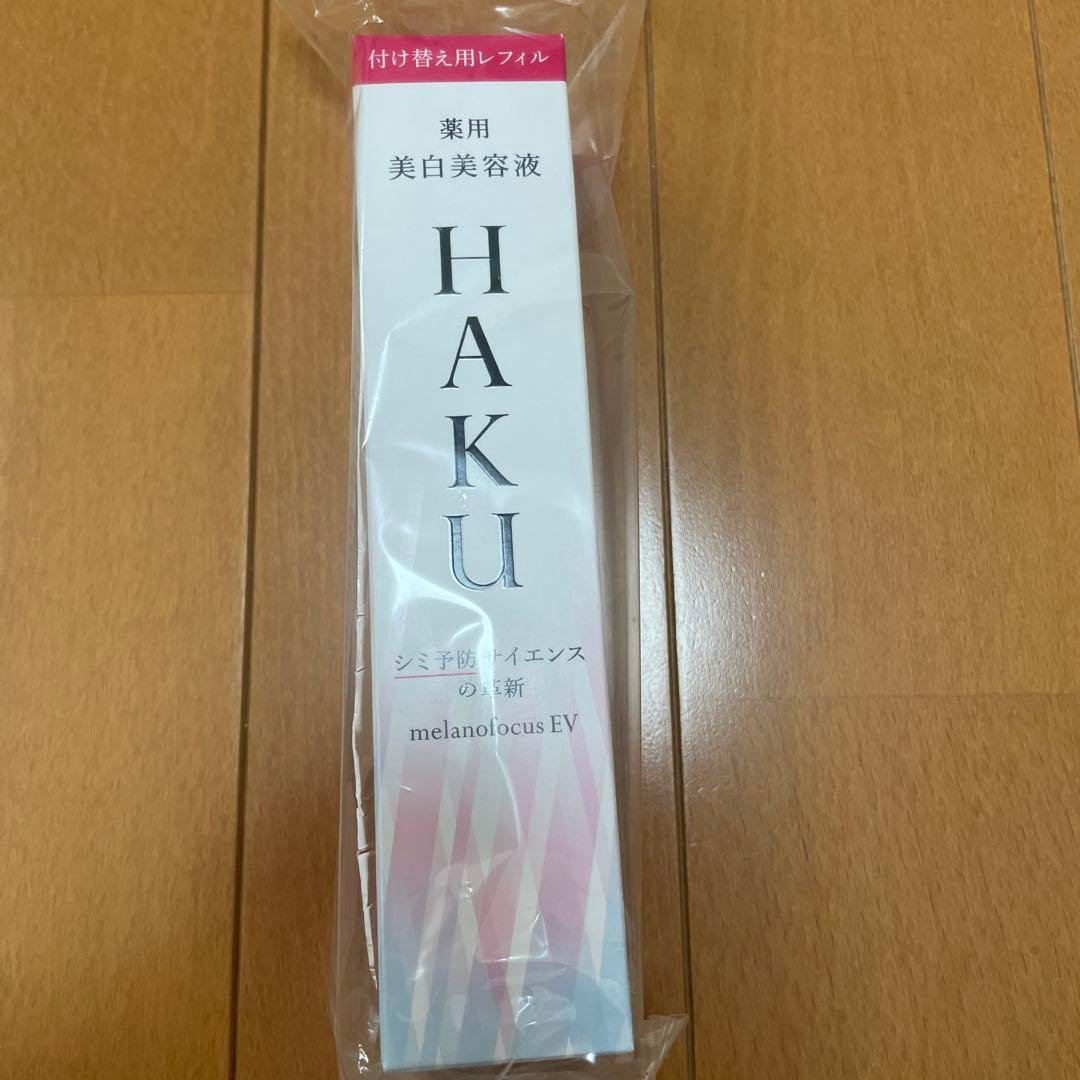 付け替え用レフィル
薬用
美白美容液
HAKU
シミ予防サイエンス
の革新
melanofocus EV